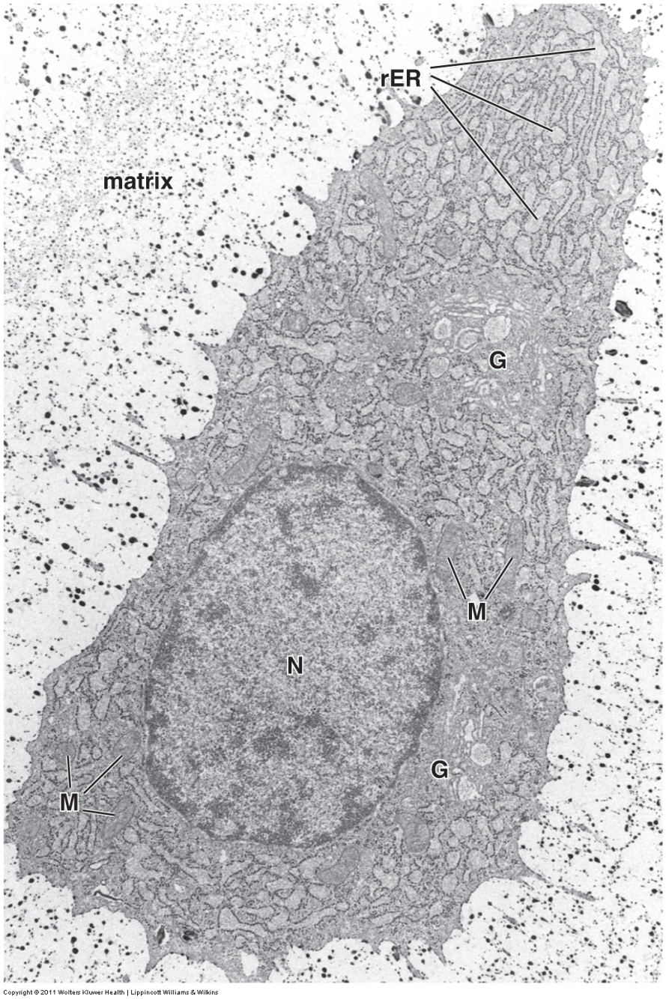 rER
matrix
G
M
N
G
M
Copyright © 2011 Wolters Kluwer Health | Lippincott Williams & Wilkins